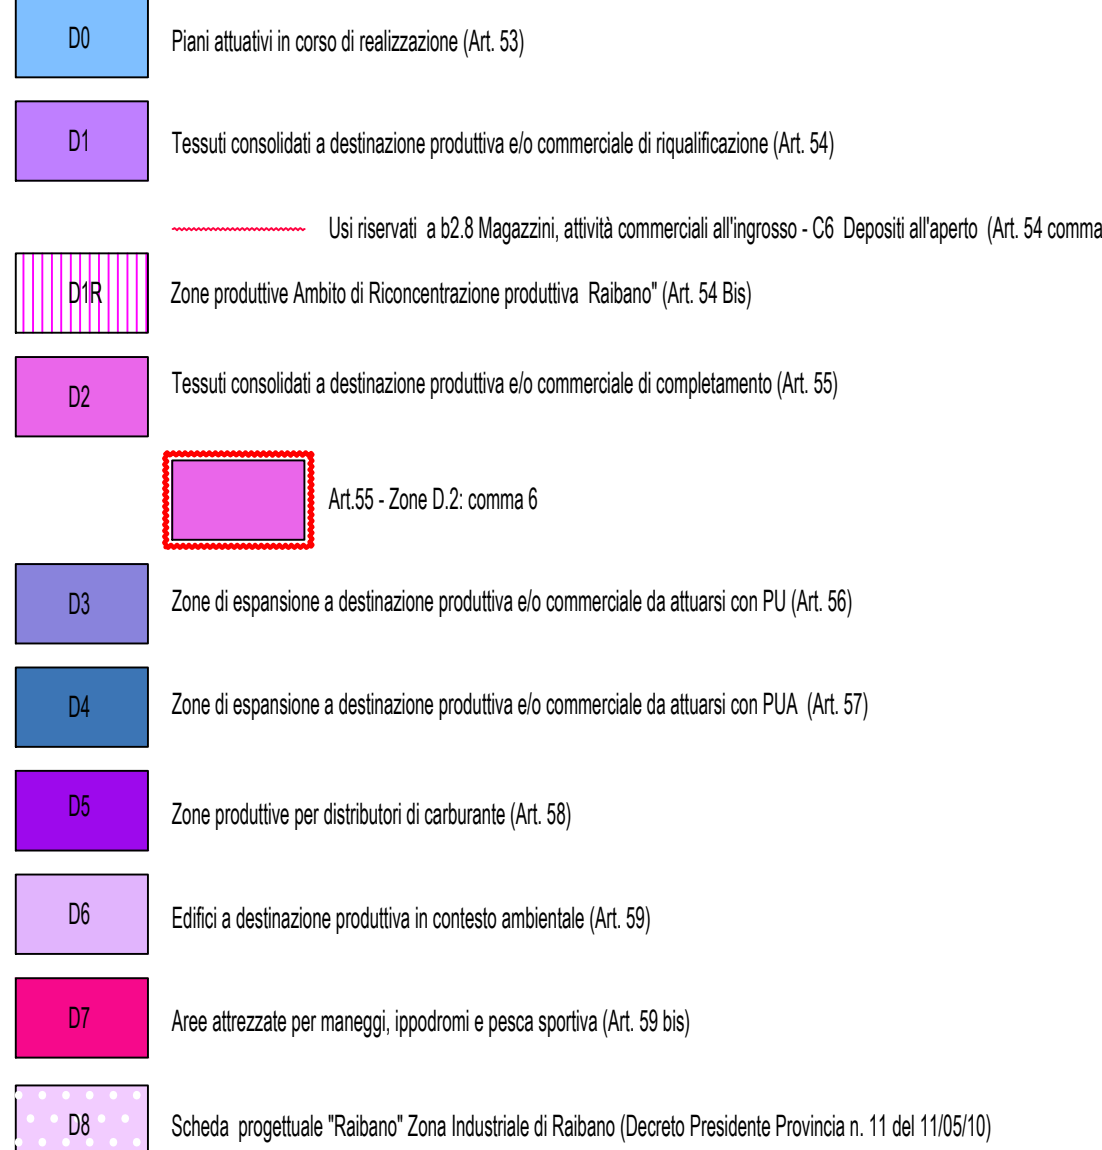 D0 Piani attuativi in corso di realizzazione (Art. 53)
D1 Tessuti consolidati a destinazione produttiva e/o commerciale di riqualificazione (Art. 54)
Usi riservati a b2.8 Magazzini, attività commerciali all'ingrosso - C6 Depositi all'aperto (Art. 54 comma
D1R Zone produttive Ambito di Riconcentrazione produttiva Raibano" (Art. 54 Bis)
D2 Tessuti consolidati a destinazione produttiva e/o commerciale di completamento (Art. 55)
Art.55 - Zone D.2: comma 6
D3 Zone di espansione a destinazione produttiva e/o commerciale da attuarsi con PU (Art. 56)
D4 Zone di espansione a destinazione produttiva e/o commerciale da attuarsi con PUA (Art. 57)
D5 Zone produttive per distributori di carburante (Art. 58)
D6 Edifici a destinazione produttiva in contesto ambientale (Art. 59)
D7 Aree attrezzate per maneggi, ippodromi e pesca sportiva (Art. 59 bis)
D8 Scheda progettuale "Raibano" Zona Industriale di Raibano (Decreto Presidente Provincia n. 11 del 11/05/10)